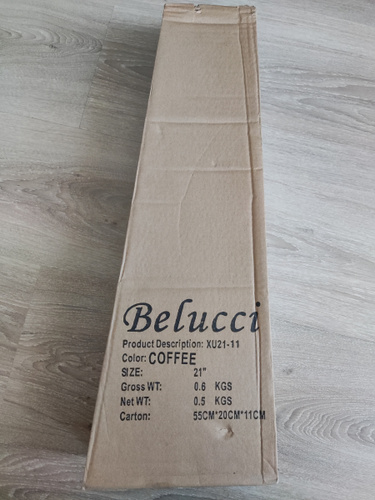 Belucci
Product Description: XU21-11
Color: COFFEE
SIZE: 21"
Gross WT: 0.6 KGS
Net WT: 0.5 KGS
Carton: 55CM*20CM*11CM